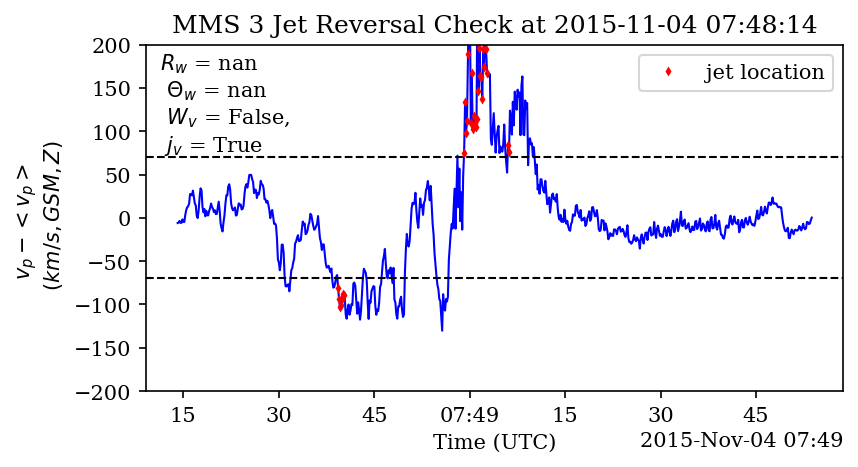 MMS 3 Jet Reversal Check at 2015-11-04 07:48:14
v_p − < v_p >
(km/s, GSM, Z)
200
150
100
50
0
−50
−100
−150
−200
R_w = nan
Θ_w = nan
W_v = False,
j_v = True
jet location
15
30
45
07:49
15
30
45
Time (UTC)
2015-Nov-04 07:49